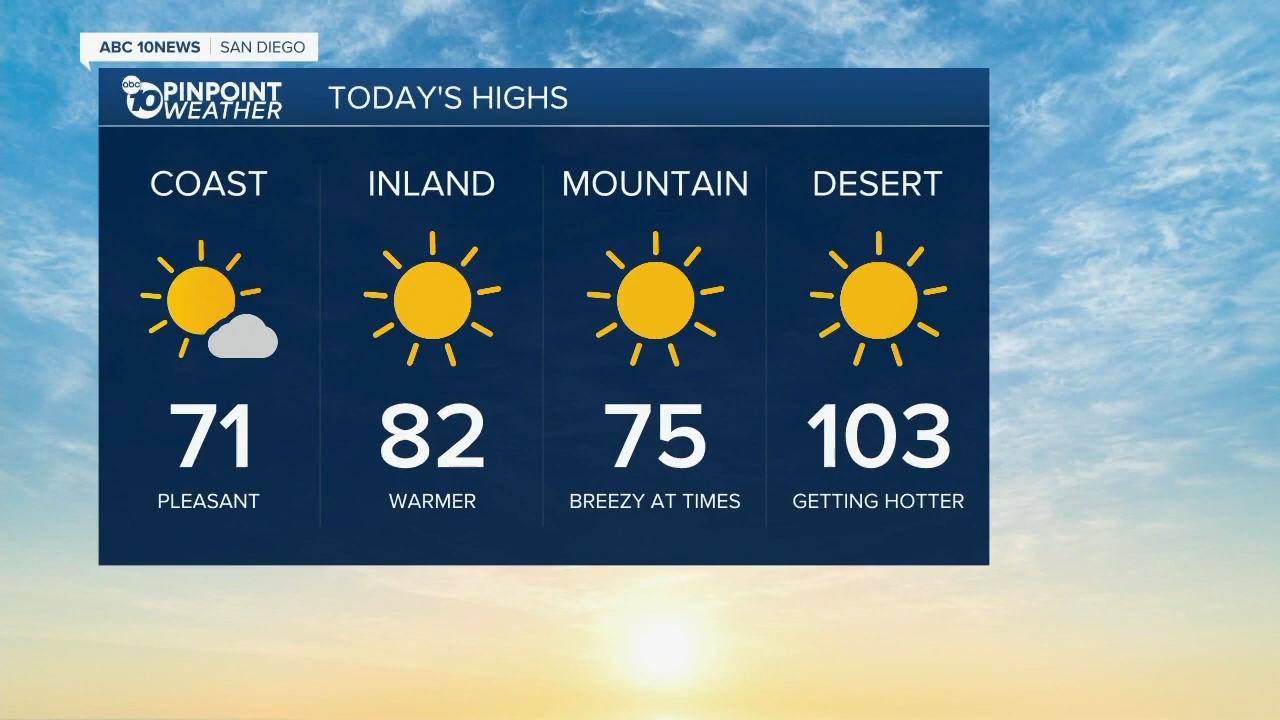 ABC 10NEWS | SAN DIEGO
abc 10 PINPOINT WEATHER
TODAY'S HIGHS
COAST INLAND MOUNTAIN DESERT
71 82 75 103
PLEASANT WARMER BREEZY AT TIMES GETTING HOTTER